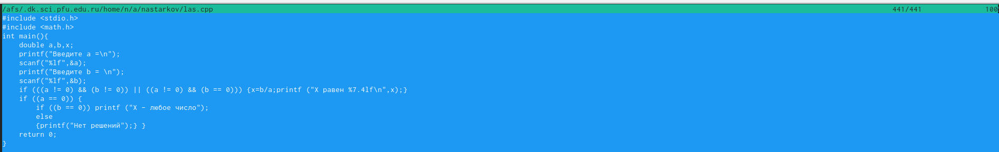 /afs/.dk.sci.pfu.edu.ru/home/n/a/nastarkov/las.cpp 441/441 100
#include <stdio.h>
#include <math.h>
int main(){
    double a,b,x;
    printf("Введите a =\n");
    scanf("%lf",&a);
    printf("Введите b = \n");
    scanf("%lf",&b);
    if (((a != 0) && (b != 0)) || ((a != 0) && (b == 0))) {x=b/a;printf ("X равен %7.4lf\n",x);}
    if ((a == 0)) {
        if ((b == 0)) printf ("X – любое число");
        else
        {printf("Нет решений");} }
    return 0;
}